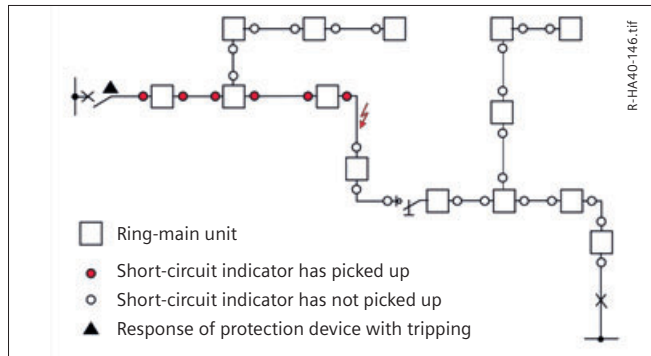 R-HA40-146.tif
Ring-main unit
Short-circuit indicator has picked up
Short-circuit indicator has not picked up
Response of protection device with tripping